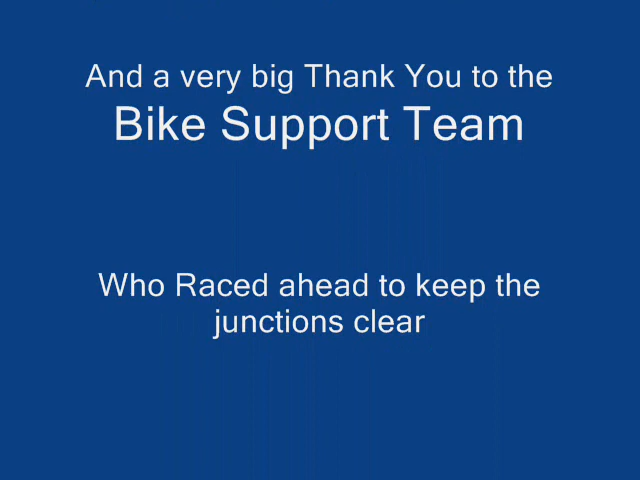 And a very big Thank You to the
Bike Support Team
Who Raced ahead to keep the
junctions clear